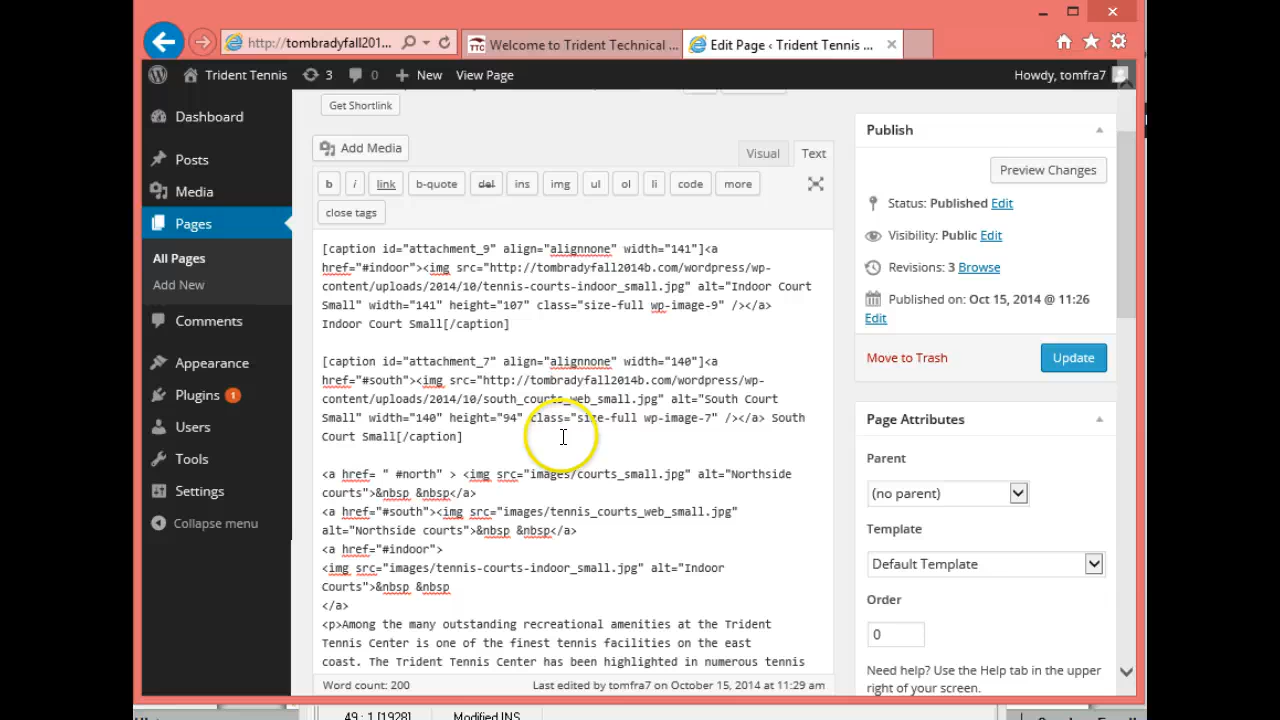 http://tombradyfall201...
TTC Welcome to Trident Technical ...
Edit Page ‹ Trident Tennis ...
Trident Tennis 3 0 New View Page Howdy, tomfra7
Dashboard
Posts
Media
Pages
All Pages
Add New
Comments
Appearance
Plugins 1
Users
Tools
Settings
Collapse menu
Get Shortlink
Add Media
Visual Text
b i link b-quote del ins img ul ol li code more
close tags
[caption id="attachment_9" align="alignnone" width="141"]<a
href="#indoor"><img src="http://tombradyfall2014b.com/wordpress/wp-
content/uploads/2014/10/tennis-courts-indoor_small.jpg" alt="Indoor Court
Small" width="141" height="107" class="size-full wp-image-9" /></a>
Indoor Court Small[/caption]
[caption id="attachment_7" align="alignnone" width="140"]<a
href="#south"><img src="http://tombradyfall2014b.com/wordpress/wp-
content/uploads/2014/10/south_courts_web_small.jpg" alt="South Court
Small" width="140" height="94" class="size-full wp-image-7" /></a> South
Court Small[/caption]
<a href= " #north" > <img src="images/courts_small.jpg" alt="Northside
courts">&nbsp &nbsp</a>
<a href="#south"><img src="images/tennis_courts_web_small.jpg"
alt="Northside courts">&nbsp &nbsp</a>
<a href="#indoor">
<img src="images/tennis-courts-indoor_small.jpg" alt="Indoor
Courts">&nbsp &nbsp
</a>
<p>Among the many outstanding recreational amenities at the Trident
Tennis Center is one of the finest tennis facilities on the east
coast. The Trident Tennis Center has been highlighted in numerous tennis
Word count: 200 Last edited by tomfra7 on October 15, 2014 at 11:29 am
Publish
Preview Changes
Status: Published Edit
Visibility: Public Edit
Revisions: 3 Browse
Published on: Oct 15, 2014 @ 11:26
Edit
Move to Trash Update
Page Attributes
Parent
(no parent)
Template
Default Template
Order
0
Need help? Use the Help tab in the upper
right of your screen.
49 : 1 [1928] Modified INS